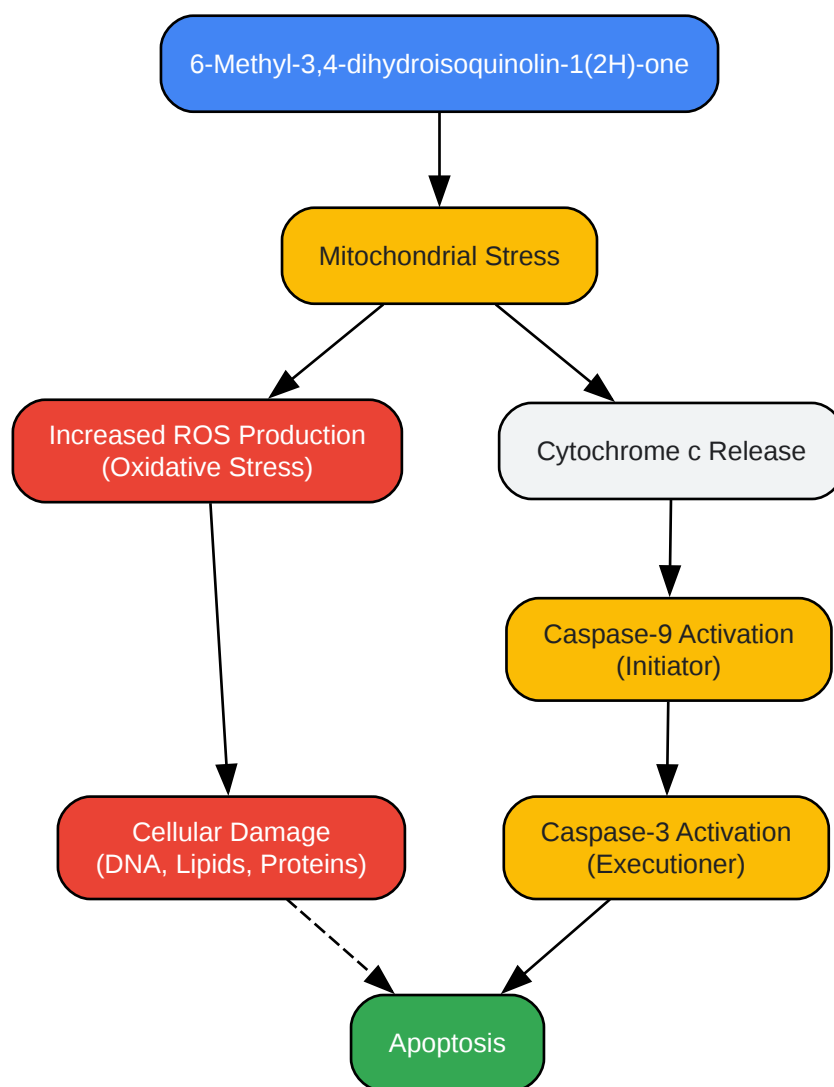 6-Methyl-3,4-dihydroisoquinolin-1(2H)-one
Mitochondrial Stress
Increased ROS Production
(Oxidative Stress)
Cytochrome c Release
Caspase-9 Activation
(Initiator)
Cellular Damage
(DNA, Lipids, Proteins)
Caspase-3 Activation
(Executioner)
Apoptosis